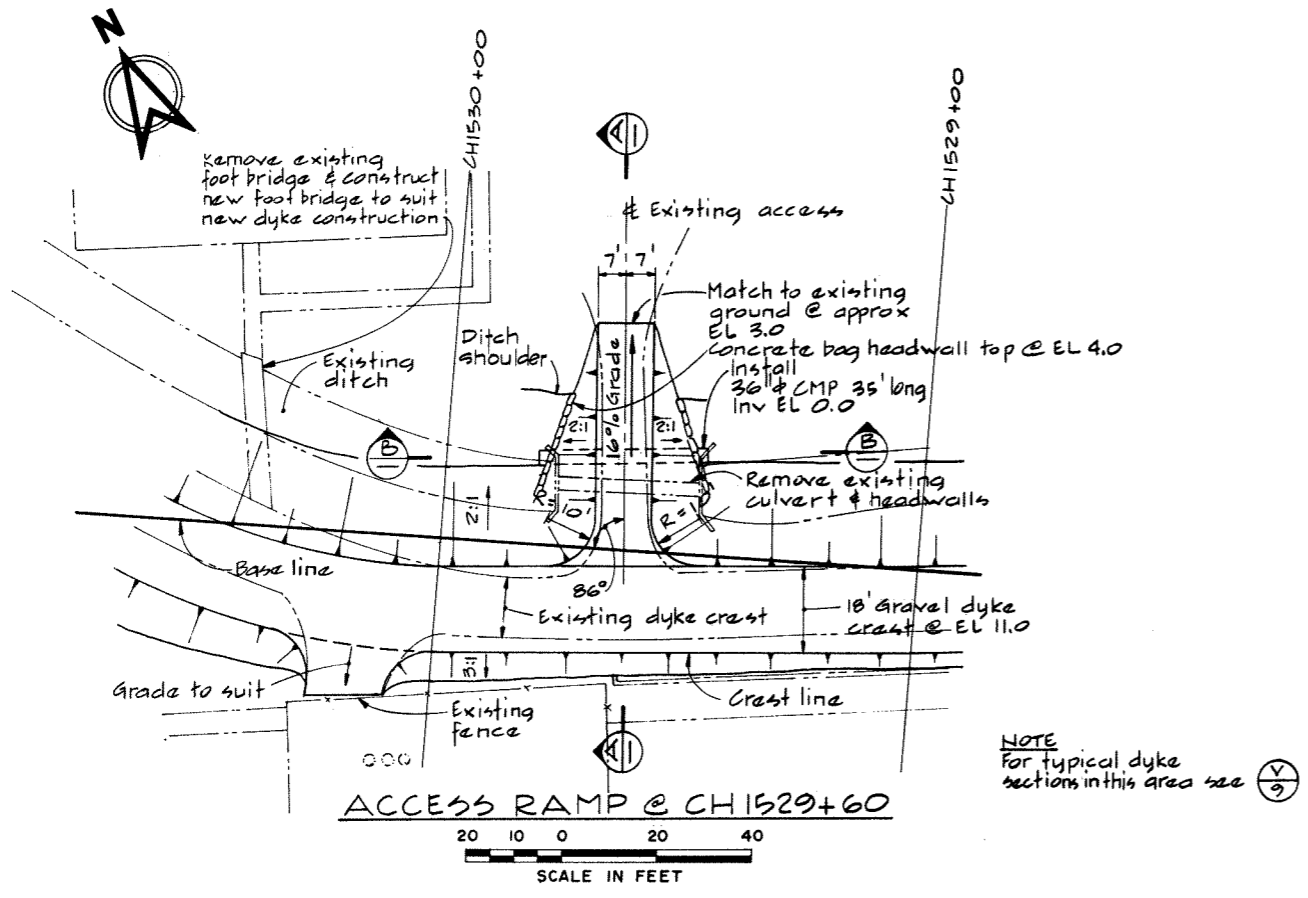 N
CH1530+00
CH1529+00
A
1
Remove existing
foot bridge & construct
new foot bridge to suit
new dyke construction
℄ Existing access
7' 7'
Match to existing
ground @ approx
EL 3.0
Concrete bag headwall top @ EL 4.0
Install
36"ϕ CMP 35' long
Inv EL 0.0
Ditch
shoulder
Existing
ditch
16% Grade
2:1
2:1
B
B
Remove existing
culvert & headwalls
2:1
R =
Base line
86°
Existing dyke crest
18' Gravel dyke
crest @ EL 11.0
3:1
Grade to suit
Existing
fence
Crest line
A
1
NOTE
For typical dyke
sections in this area see
V
9
ACCESS RAMP @ CH1529+60
20 10 0 20 40
SCALE IN FEET